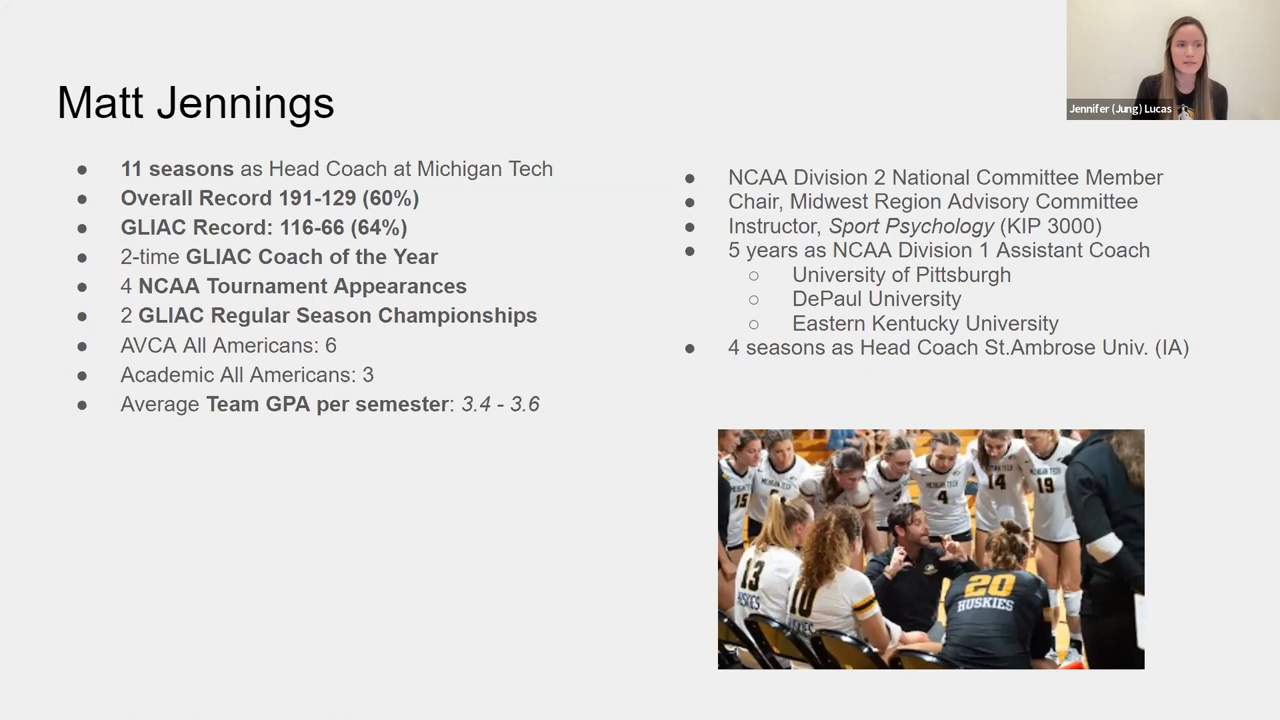 Matt Jennings
Jennifer (Jung) Lucas
● 11 seasons as Head Coach at Michigan Tech
● Overall Record 191-129 (60%)
● GLIAC Record: 116-66 (64%)
● 2-time GLIAC Coach of the Year
● 4 NCAA Tournament Appearances
● 2 GLIAC Regular Season Championships
● AVCA All Americans: 6
● Academic All Americans: 3
● Average Team GPA per semester: 3.4 - 3.6
● NCAA Division 2 National Committee Member
● Chair, Midwest Region Advisory Committee
● Instructor, Sport Psychology (KIP 3000)
● 5 years as NCAA Division 1 Assistant Coach
○ University of Pittsburgh
○ DePaul University
○ Eastern Kentucky University
● 4 seasons as Head Coach St.Ambrose Univ. (IA)
15
3
MICHIGAN TECH
4
14
19
13
HUSKIES
10
20
HUSKIES